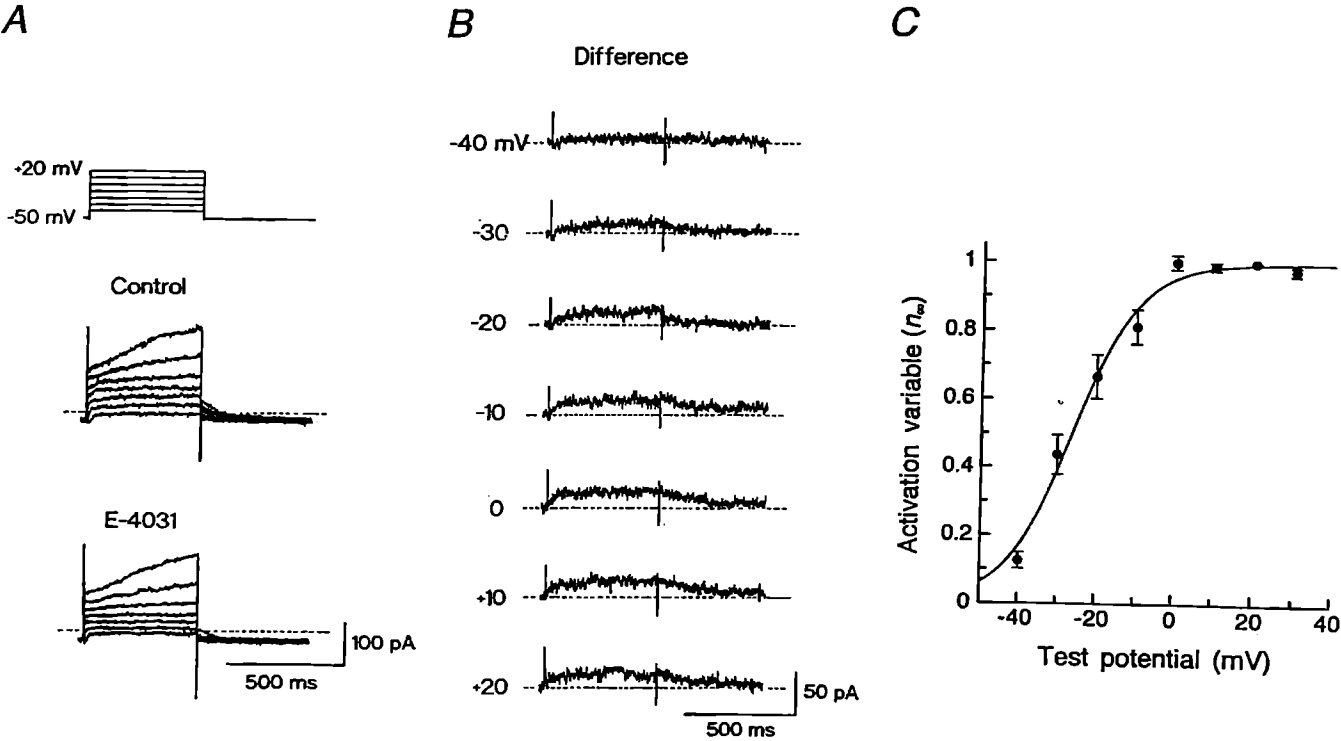 A
+20 mV
-50 mV
Control
E-4031
100 pA
500 ms
B
Difference
-40 mV
-30
-20
-10
0
+10
+20
50 pA
500 ms
C
Activation variable (n∞)
1
0.8
0.6
0.4
0.2
0
-40 -20 0 20 40
Test potential (mV)